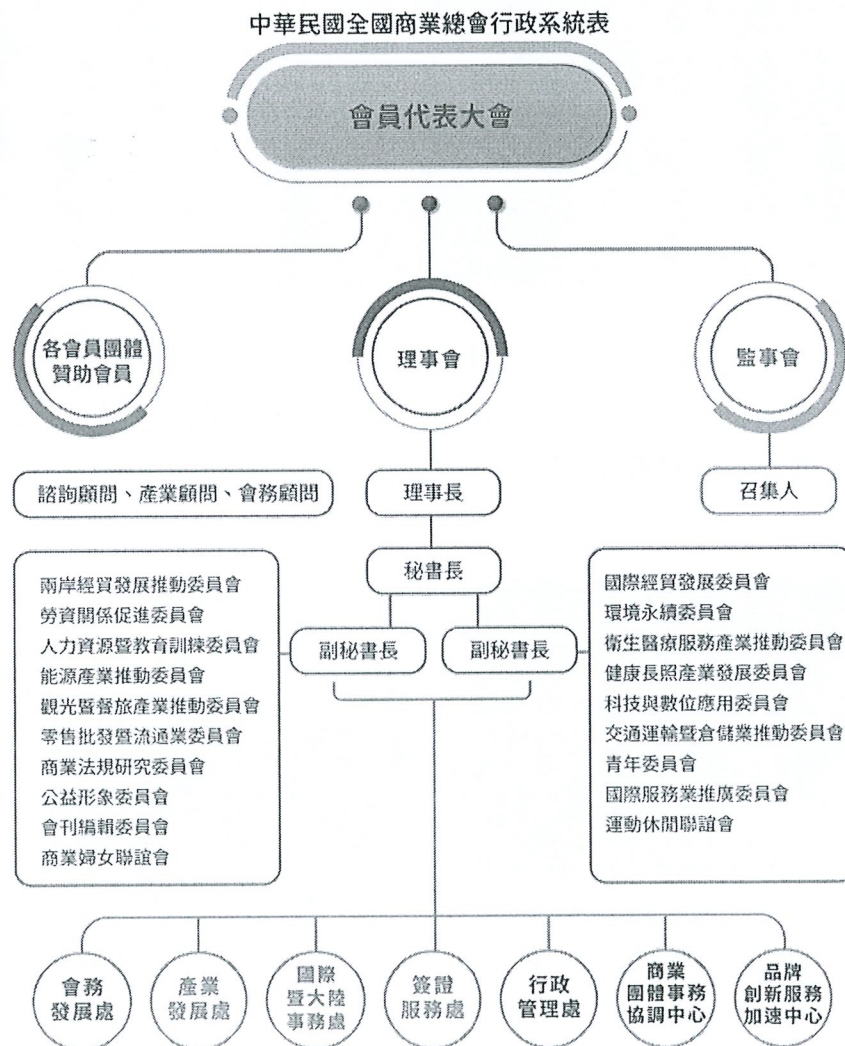 中華民國全國商業總會行政系統表
會員代表大會
各會員團體
贊助會員
理事會
監事會
諮詢顧問、產業顧問、會務顧問
理事長
召集人
秘書長
副秘書長
副秘書長
兩岸經貿發展推動委員會
勞資關係促進委員會
人力資源暨教育訓練委員會
能源產業推動委員會
觀光暨餐旅產業推動委員會
零售批發暨流通業委員會
商業法規研究委員會
公益形象委員會
會刊編輯委員會
商業婦女聯誼會
國際經貿發展委員會
環境永續委員會
衛生醫療服務產業推動委員會
健康長照產業發展委員會
科技與數位應用委員會
交通運輸暨倉儲業推動委員會
青年委員會
國際服務業推廣委員會
運動休閒聯誼會
會務
發展處
產業
發展處
國際
暨大陸
事務處
簽證
服務處
行政
管理處
商業
團體事務
協調中心
品牌
創新服務
加速中心